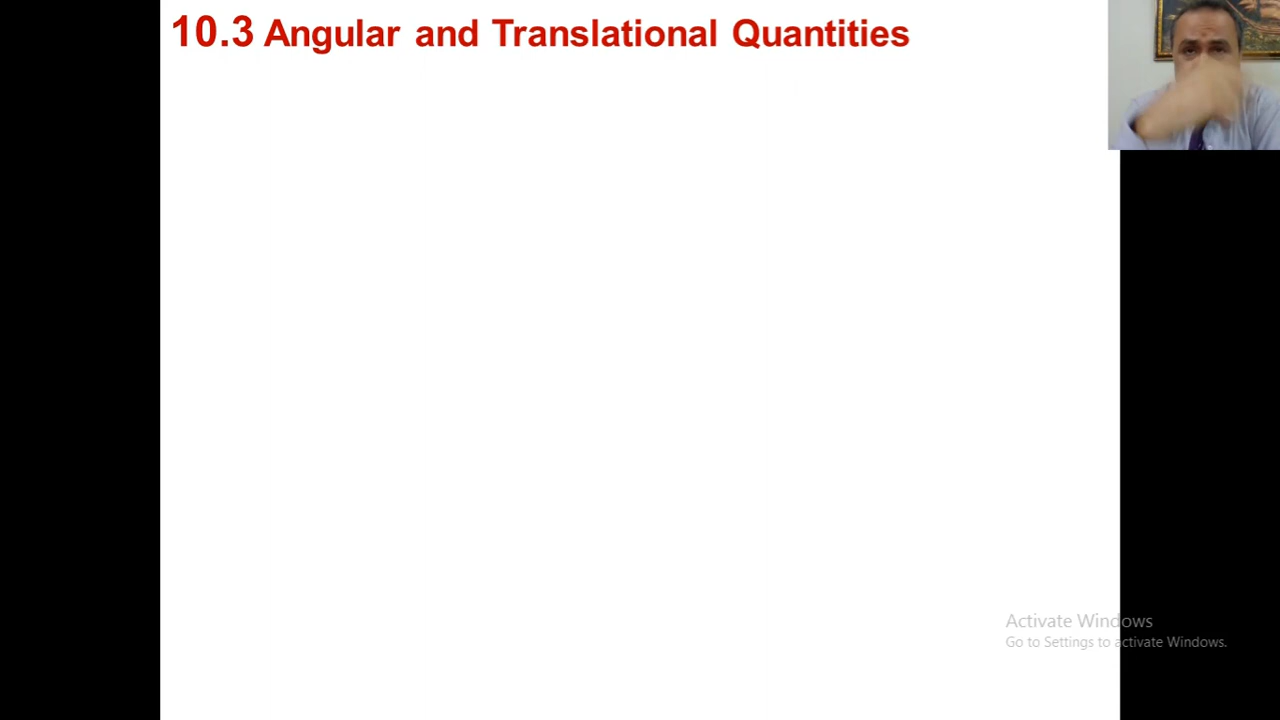 10.3 Angular and Translational Quantities
Activate Windows
Go to Settings to activate Windows.